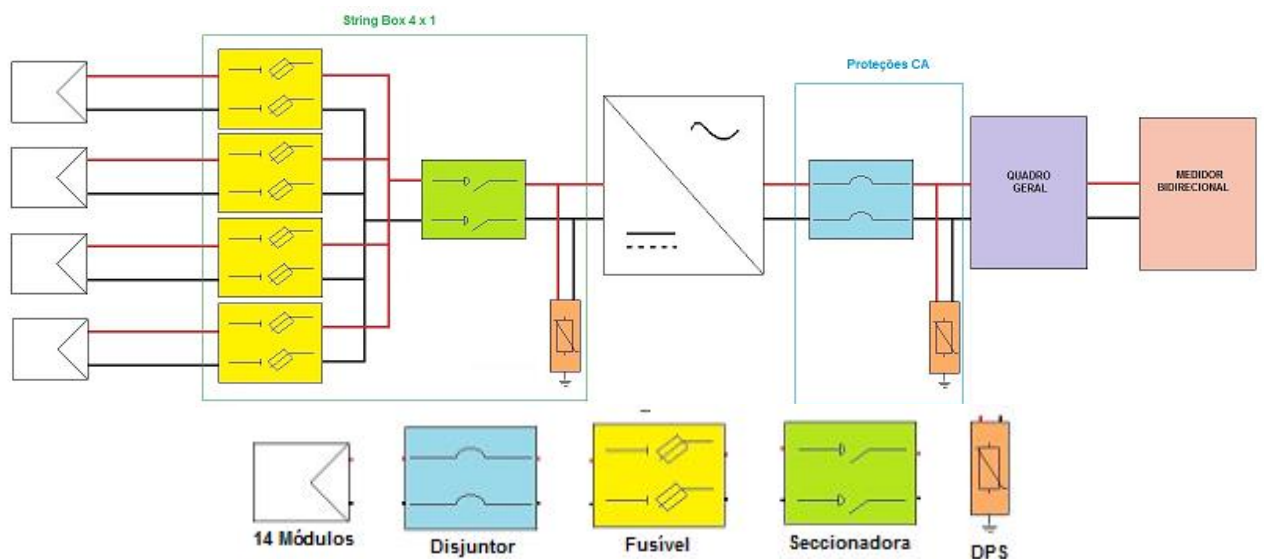 String Box 4 x 1
Proteções CA
QUADRO
GERAL
MEDIDOR
BIDIRECIONAL
14 Módulos
Disjuntor
Fusível
Seccionadora
DPS